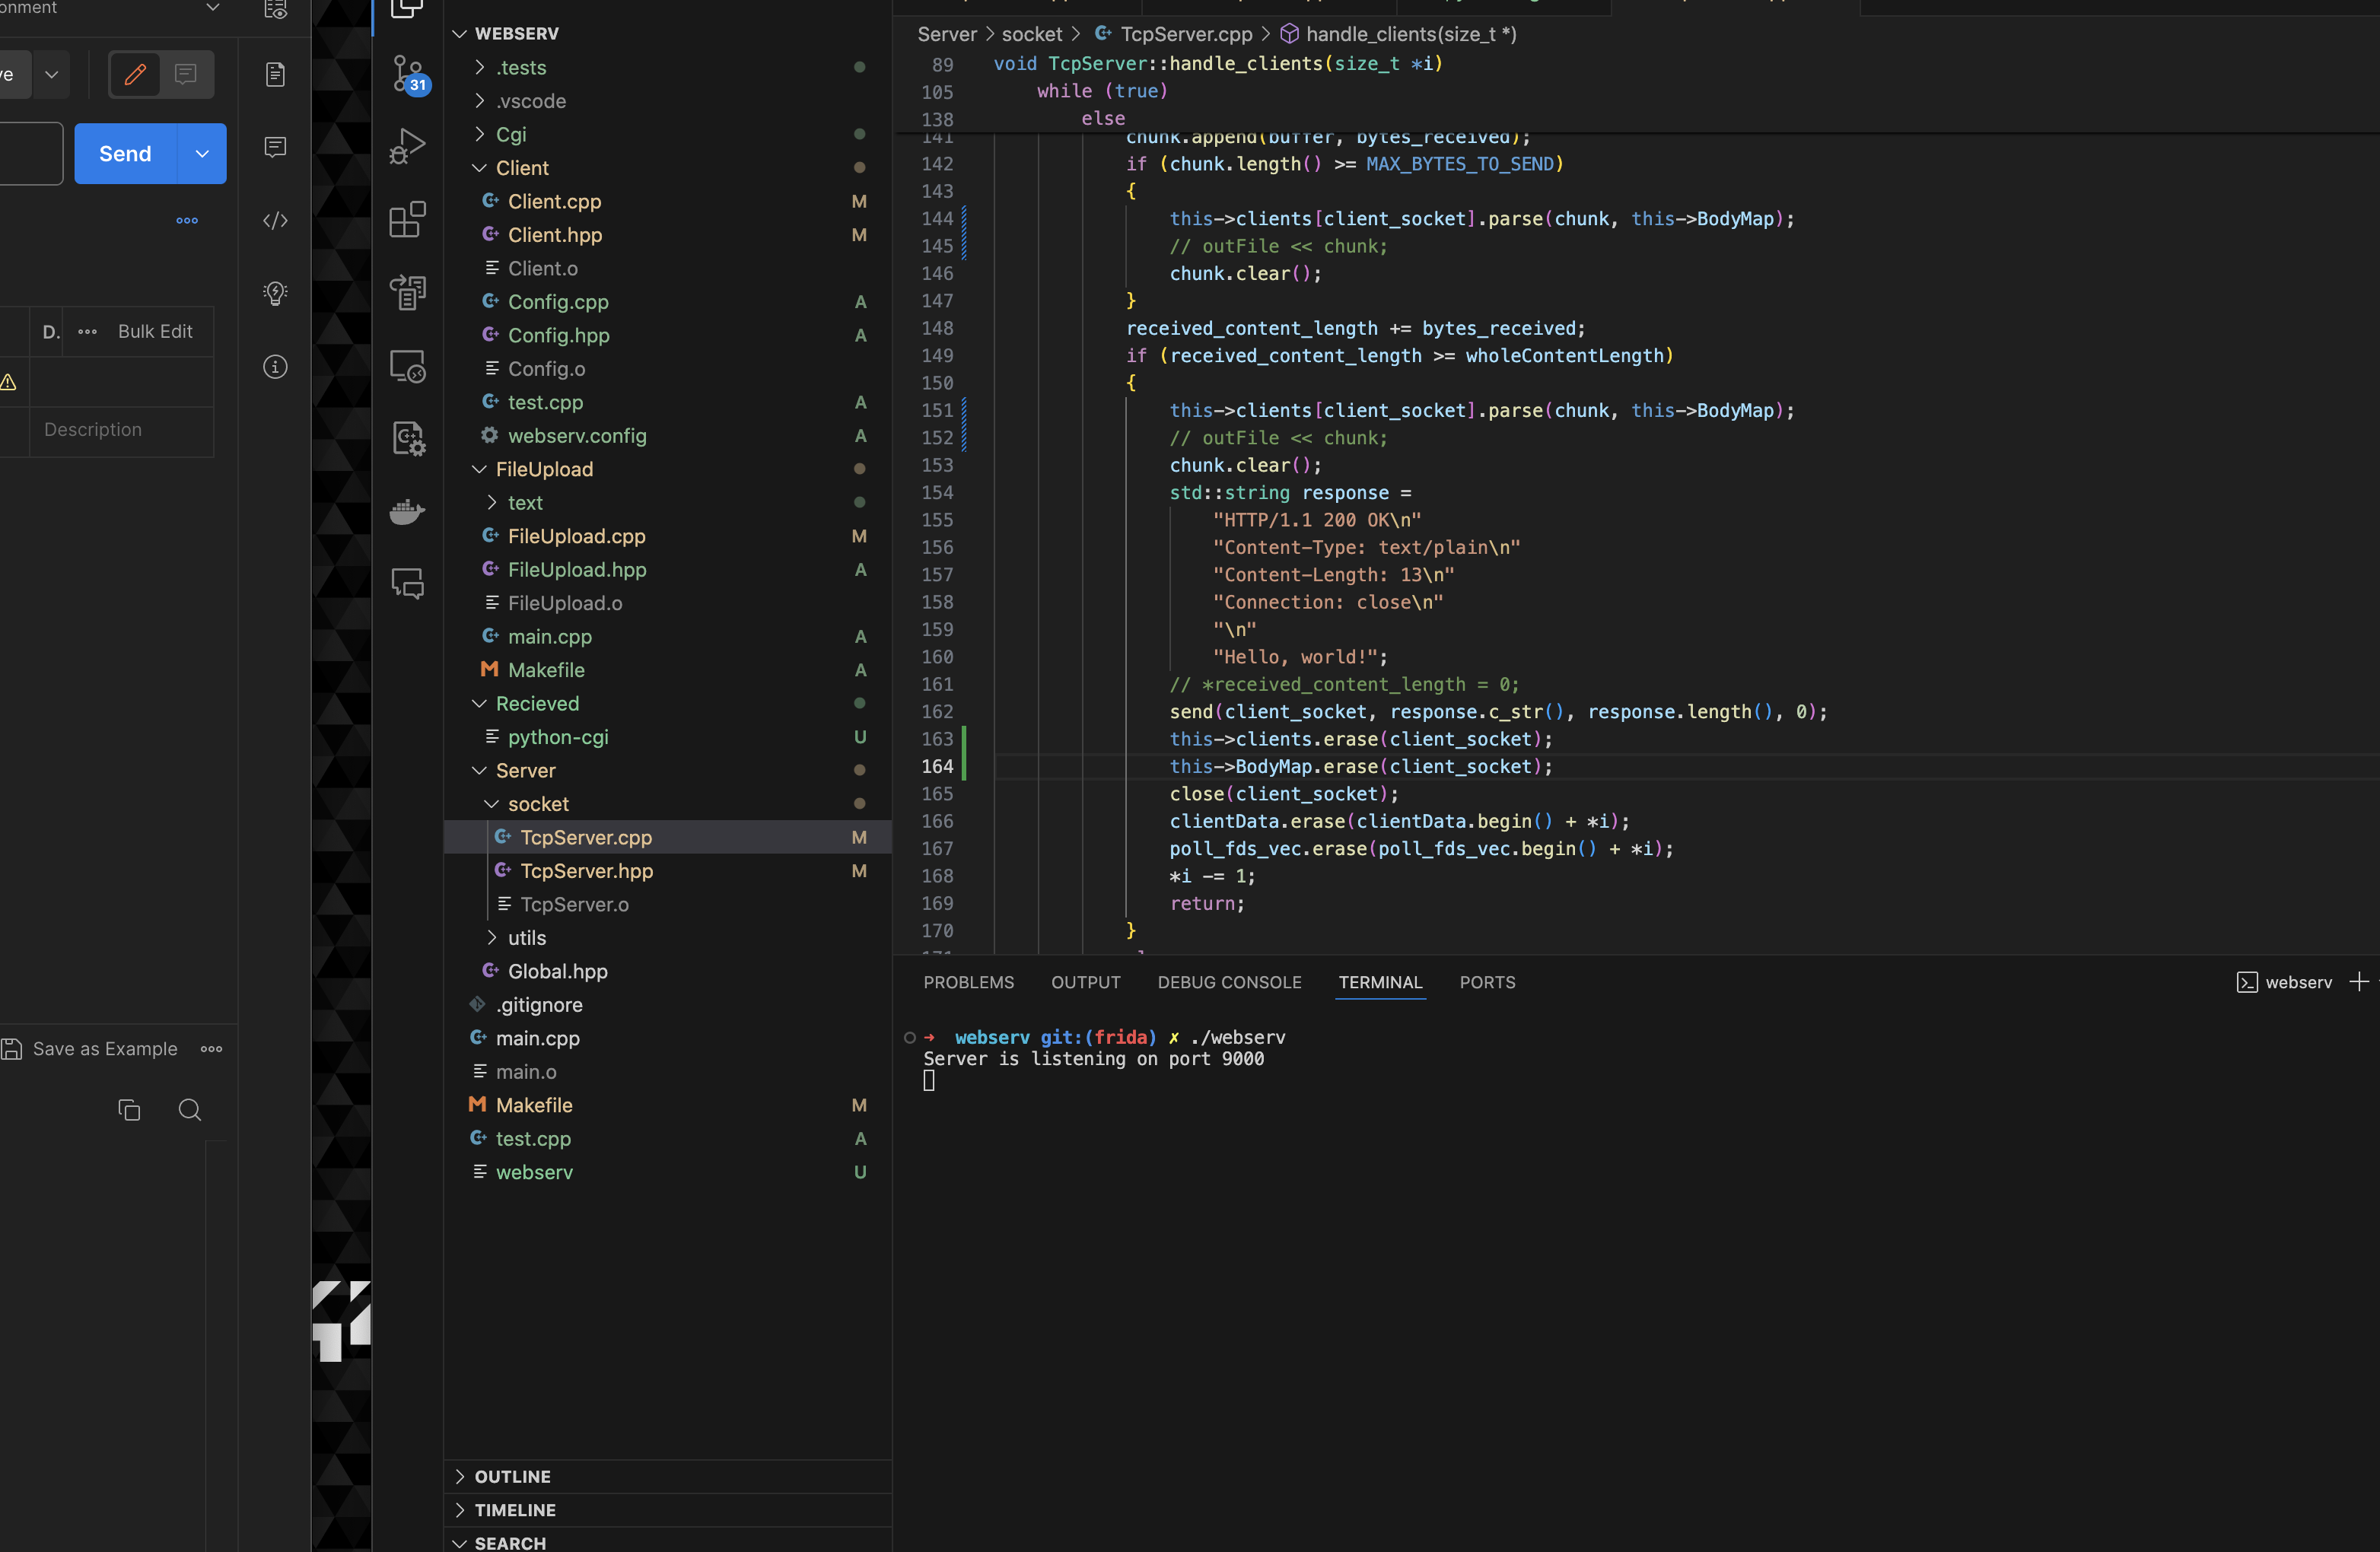 onment
ve
Send
D.
Bulk Edit
Description
Save as Example
31
WEBSERV
.tests
.vscode
Cgi
Client
Client.cpp M
Client.hpp M
Client.o
Config.cpp A
Config.hpp A
Config.o
test.cpp A
webserv.config A
FileUpload
text
FileUpload.cpp M
FileUpload.hpp A
FileUpload.o
main.cpp A
Makefile A
Recieved
python-cgi U
Server
socket
TcpServer.cpp M
TcpServer.hpp M
TcpServer.o
utils
Global.hpp
.gitignore
main.cpp
main.o
Makefile M
test.cpp A
webserv U
OUTLINE
TIMELINE
SEARCH
Server > socket > TcpServer.cpp > handle_clients(size_t *)
89 void TcpServer::handle_clients(size_t *i)
105 while (true)
138 else
141 chunk.append(buffer, bytes_received);
142 if (chunk.length() >= MAX_BYTES_TO_SEND)
143 {
144 this->clients[client_socket].parse(chunk, this->BodyMap);
145 // outFile << chunk;
146 chunk.clear();
147 }
148 received_content_length += bytes_received;
149 if (received_content_length >= wholeContentLength)
150 {
151 this->clients[client_socket].parse(chunk, this->BodyMap);
152 // outFile << chunk;
153 chunk.clear();
154 std::string response =
155 "HTTP/1.1 200 OK\n"
156 "Content-Type: text/plain\n"
157 "Content-Length: 13\n"
158 "Connection: close\n"
159 "\n"
160 "Hello, world!";
161 // *received_content_length = 0;
162 send(client_socket, response.c_str(), response.length(), 0);
163 this->clients.erase(client_socket);
164 this->BodyMap.erase(client_socket);
165 close(client_socket);
166 clientData.erase(clientData.begin() + *i);
167 poll_fds_vec.erase(poll_fds_vec.begin() + *i);
168 *i -= 1;
169 return;
170 }
PROBLEMS OUTPUT DEBUG CONSOLE TERMINAL PORTS
webserv
➜ webserv git:(frida) ✗ ./webserv
Server is listening on port 9000